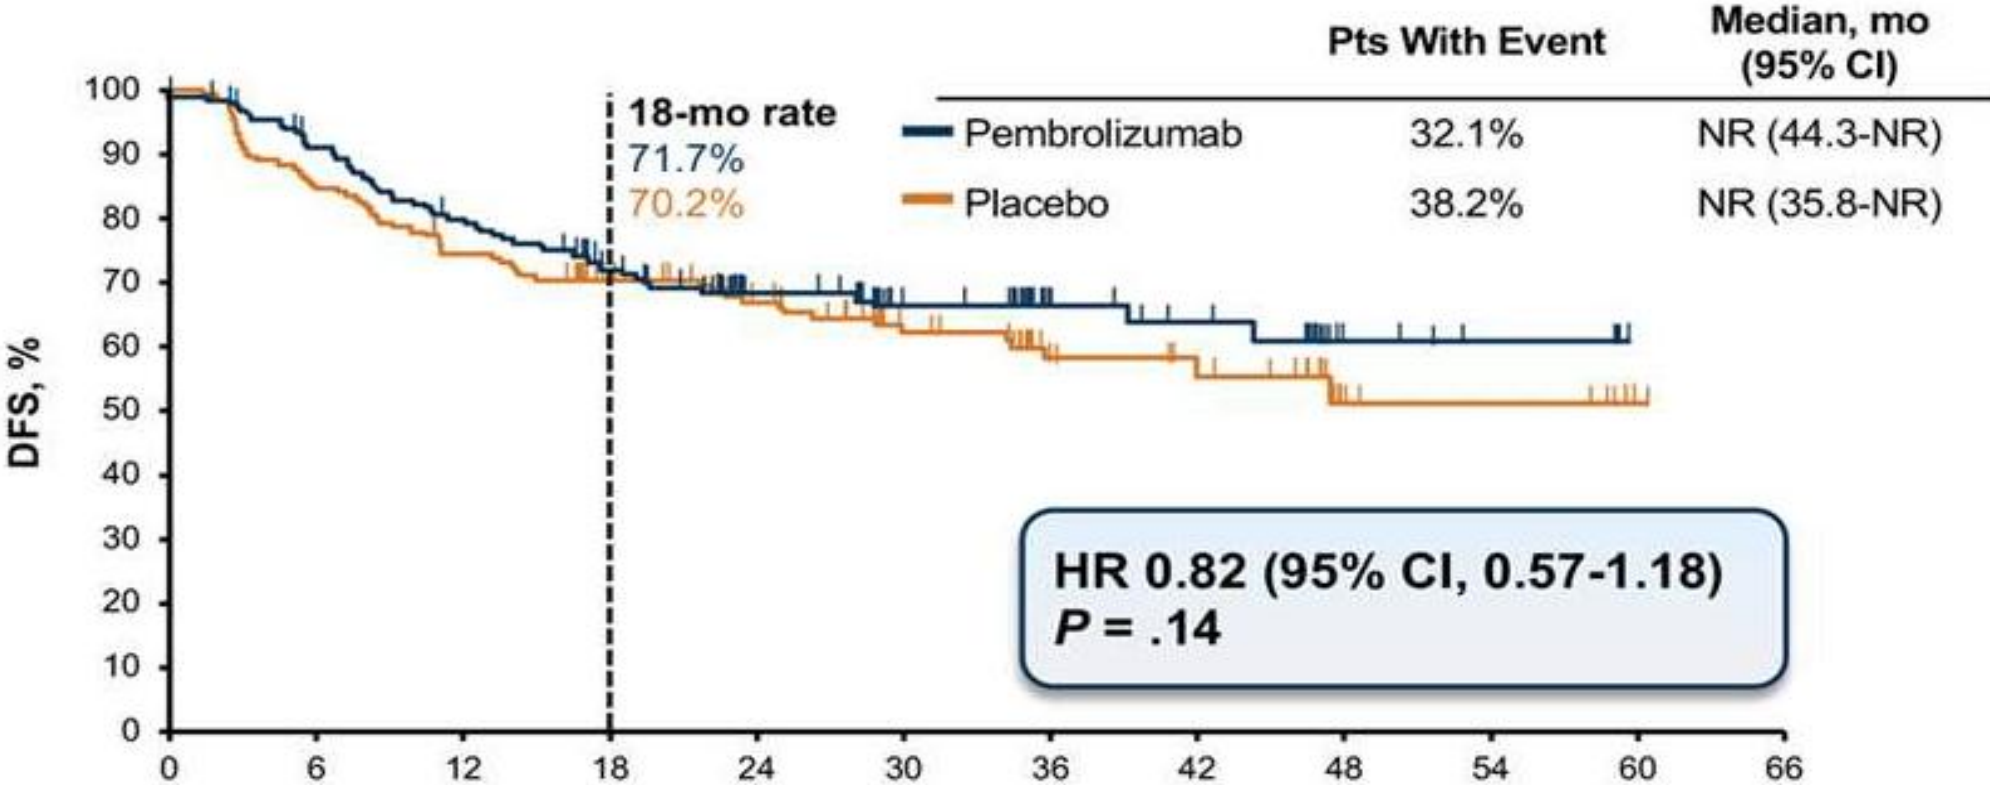 Pts With Event
Median, mo
(95% CI)
18-mo rate
71.7%
70.2%
Pembrolizumab 32.1% NR (44.3-NR)
Placebo 38.2% NR (35.8-NR)
DFS, %
100
90
80
70
60
50
40
30
20
10
0
HR 0.82 (95% CI, 0.57-1.18)
P = .14
0 6 12 18 24 30 36 42 48 54 60 66